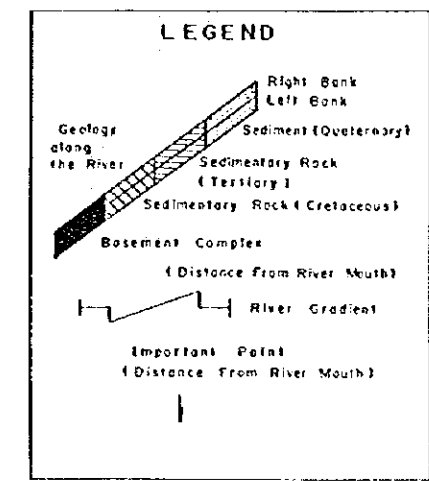 LEGEND
Right Bank
Left Bank
Geology
along
the River
Sediment (Quaternary)
Sedimentary Rock
(Tertiary)
Sedimentary Rock (Cretaceous)
Basement Complex
(Distance from River Mouth)
River Gradient
Important Point
(Distance From River Mouth)